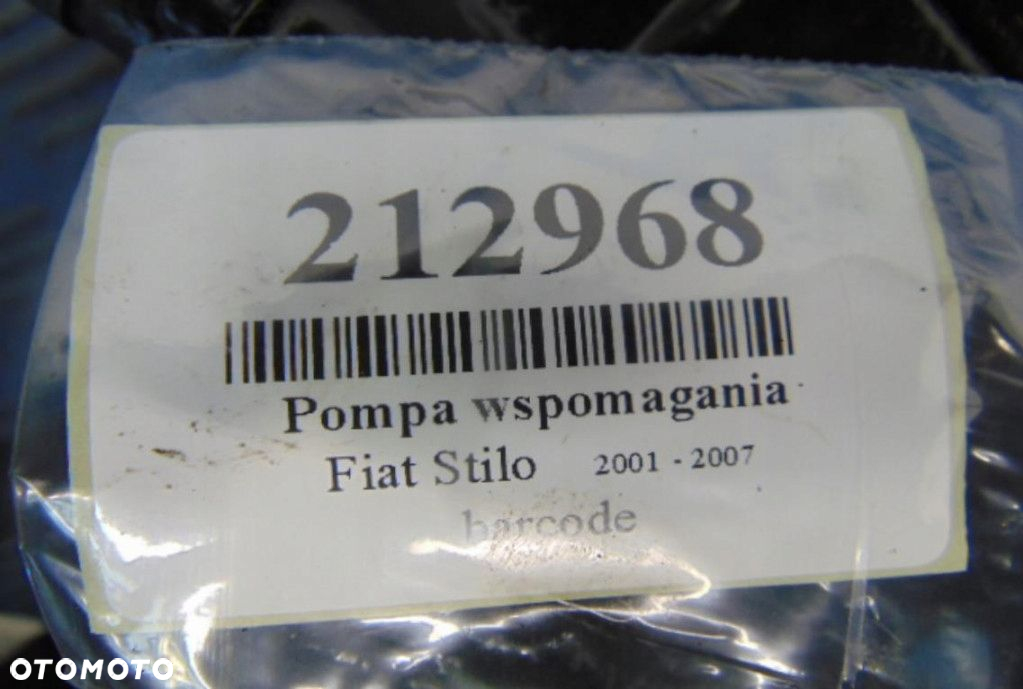 212968
Pompa wspomagania
Fiat Stilo 2001 - 2007
barcode
OTOMOTO